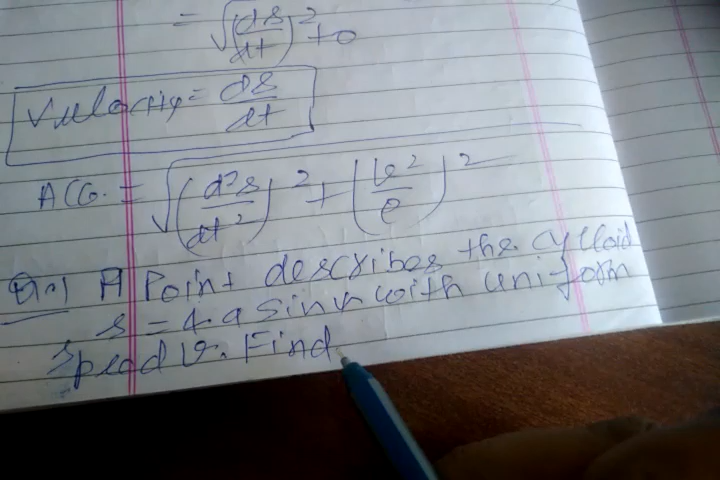 = √(ds/dt)² + 0
Velocity = ds/dt
ACC. = √(d²s/dt²)² + (v²/ρ)²
Qn-1 A Point describes the cycloid
s = 4a sinψ with uniform
speed v. Find